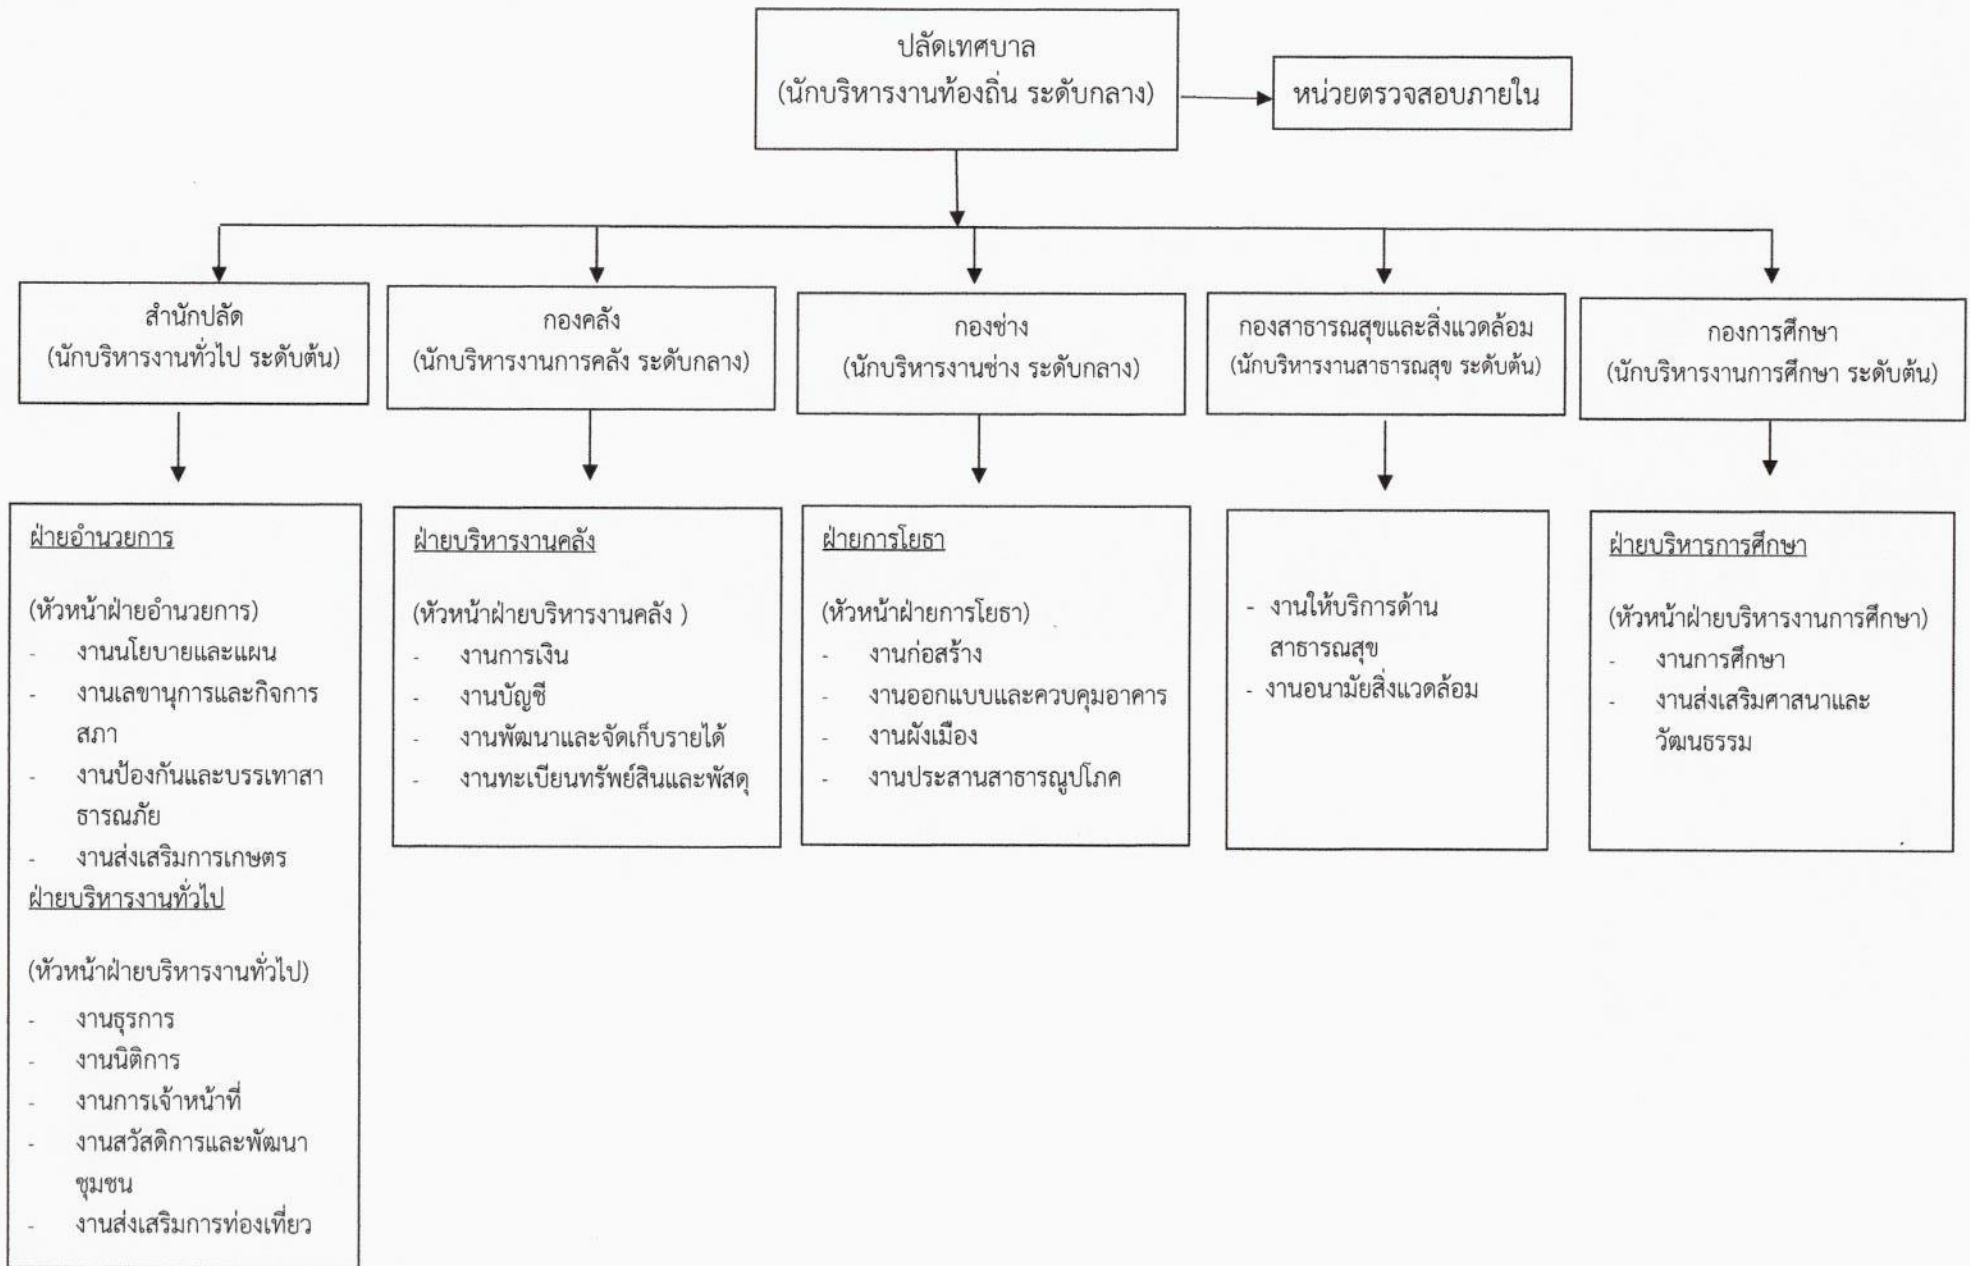 ปลัดเทศบาล
(นักบริหารงานท้องถิ่น ระดับกลาง)
หน่วยตรวจสอบภายใน
สำนักปลัด
(นักบริหารงานทั่วไป ระดับต้น)
กองคลัง
(นักบริหารงานการคลัง ระดับกลาง)
กองช่าง
(นักบริหารงานช่าง ระดับกลาง)
กองสาธารณสุขและสิ่งแวดล้อม
(นักบริหารงานสาธารณสุข ระดับต้น)
กองการศึกษา
(นักบริหารงานการศึกษา ระดับต้น)
ฝ่ายอำนวยการ
(หัวหน้าฝ่ายอำนวยการ)
- งานนโยบายและแผน
- งานเลขานุการและกิจการ
สภา
- งานป้องกันและบรรเทาสา
ธารณภัย
- งานส่งเสริมการเกษตร
ฝ่ายบริหารงานทั่วไป
(หัวหน้าฝ่ายบริหารงานทั่วไป)
- งานธุรการ
- งานนิติการ
- งานการเจ้าหน้าที่
- งานสวัสดิการและพัฒนา
ชุมชน
- งานส่งเสริมการท่องเที่ยว
ฝ่ายบริหารงานคลัง
(หัวหน้าฝ่ายบริหารงานคลัง )
- งานการเงิน
- งานบัญชี
- งานพัฒนาและจัดเก็บรายได้
- งานทะเบียนทรัพย์สินและพัสดุ
ฝ่ายการโยธา
(หัวหน้าฝ่ายการโยธา)
- งานก่อสร้าง
- งานออกแบบและควบคุมอาคาร
- งานผังเมือง
- งานประสานสาธารณูปโภค
- งานให้บริการด้าน
สาธารณสุข
- งานอนามัยสิ่งแวดล้อม
ฝ่ายบริหารการศึกษา
(หัวหน้าฝ่ายบริหารงานการศึกษา)
- งานการศึกษา
- งานส่งเสริมศาสนาและ
วัฒนธรรม